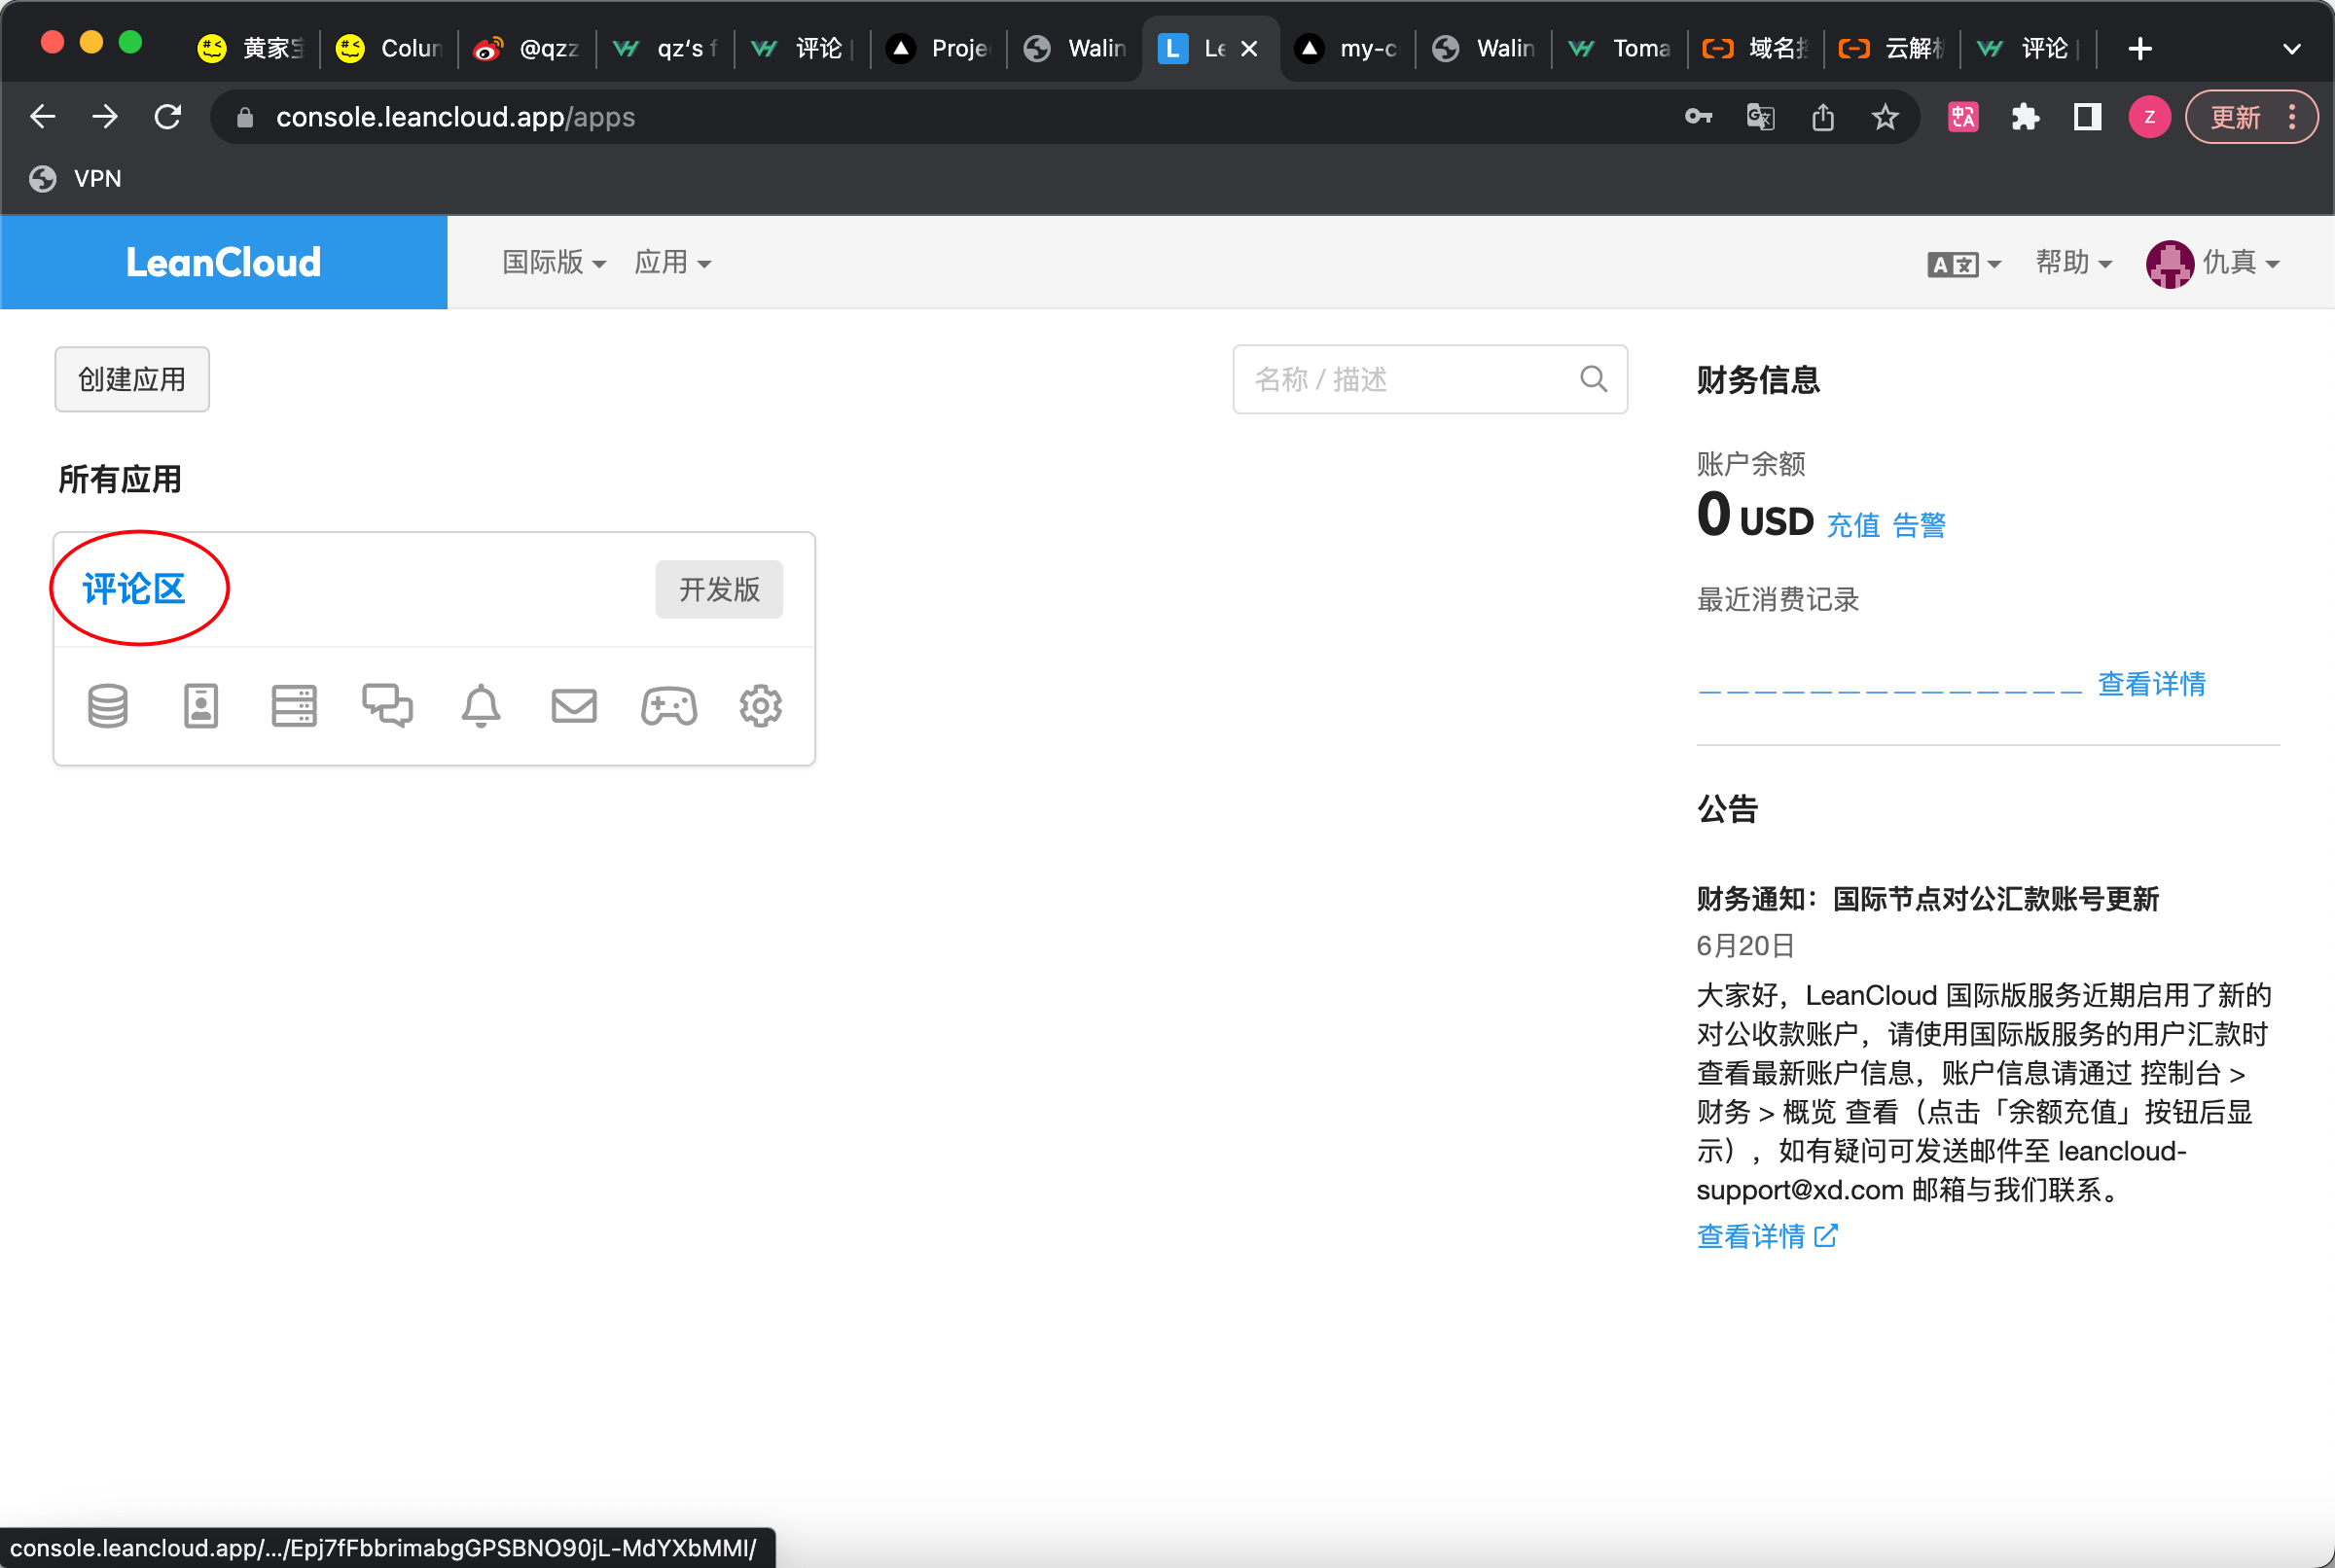 黄家宝
Colum
@qzz
qz's f
评论 |
Proje
Walin
L
Le
my-c
Walin
Toma
域名控
云解析
评论 |
console.leancloud.app/apps
Z
更新
VPN
LeanCloud
国际版
应用
A文
帮助
仇真
创建应用
名称 / 描述
所有应用
评论区
开发版
财务信息
账户余额
0 USD 充值 告警
最近消费记录
查看详情
公告
财务通知：国际节点对公汇款账号更新
6月20日
大家好，LeanCloud 国际版服务近期启用了新的
对公收款账户，请使用国际版服务的用户汇款时
查看最新账户信息，账户信息请通过 控制台 >
财务 > 概览 查看（点击「余额充值」按钮后显
示），如有疑问可发送邮件至 leancloud-
support@xd.com 邮箱与我们联系。
查看详情
console.leancloud.app/.../Epj7fFbbrimabgGPSBNO90jL-MdYXbMMI/